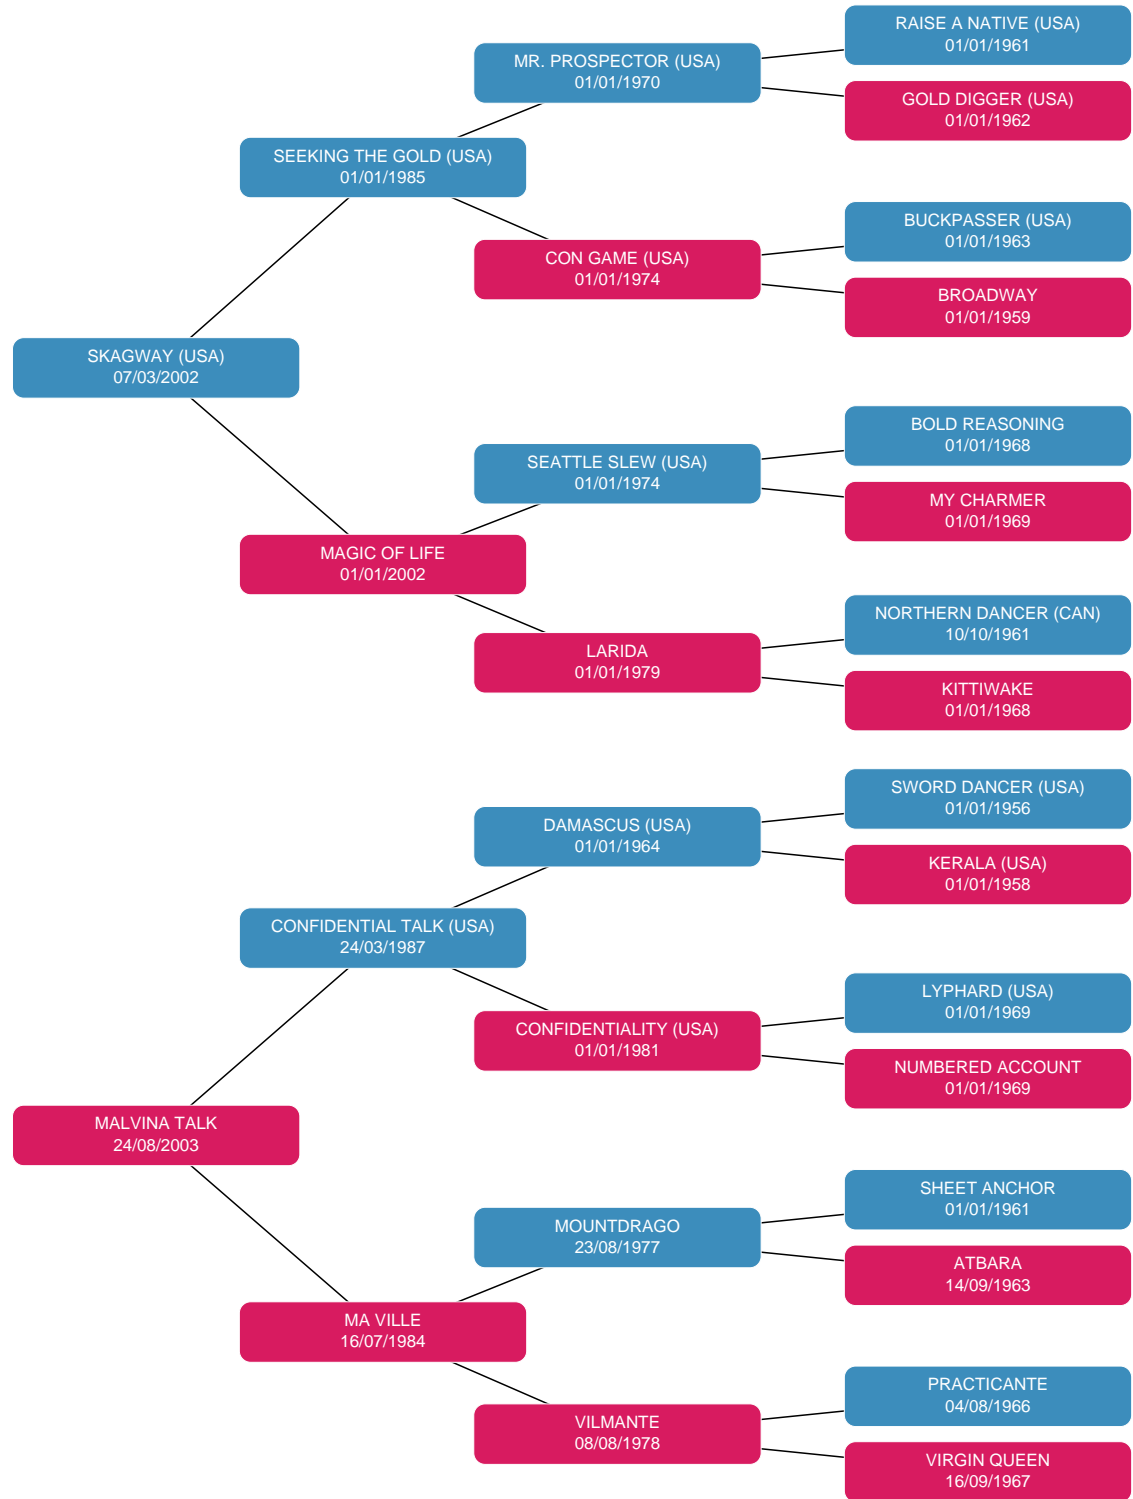 RAISE A NATIVE (USA)
01/01/1961
MR. PROSPECTOR (USA)
01/01/1970
GOLD DIGGER (USA)
01/01/1962
SEEKING THE GOLD (USA)
01/01/1985
BUCKPASSER (USA)
01/01/1963
CON GAME (USA)
01/01/1974
BROADWAY
01/01/1959
SKAGWAY (USA)
07/03/2002
BOLD REASONING
01/01/1968
SEATTLE SLEW (USA)
01/01/1974
MY CHARMER
01/01/1969
MAGIC OF LIFE
01/01/2002
NORTHERN DANCER (CAN)
10/10/1961
LARIDA
01/01/1979
KITTIWAKE
01/01/1968
SWORD DANCER (USA)
01/01/1956
DAMASCUS (USA)
01/01/1964
KERALA (USA)
01/01/1958
CONFIDENTIAL TALK (USA)
24/03/1987
LYPHARD (USA)
01/01/1969
CONFIDENTIALITY (USA)
01/01/1981
NUMBERED ACCOUNT
01/01/1969
MALVINA TALK
24/08/2003
SHEET ANCHOR
01/01/1961
MOUNTDRAGO
23/08/1977
ATBARA
14/09/1963
MA VILLE
16/07/1984
PRACTICANTE
04/08/1966
VILMANTE
08/08/1978
VIRGIN QUEEN
16/09/1967